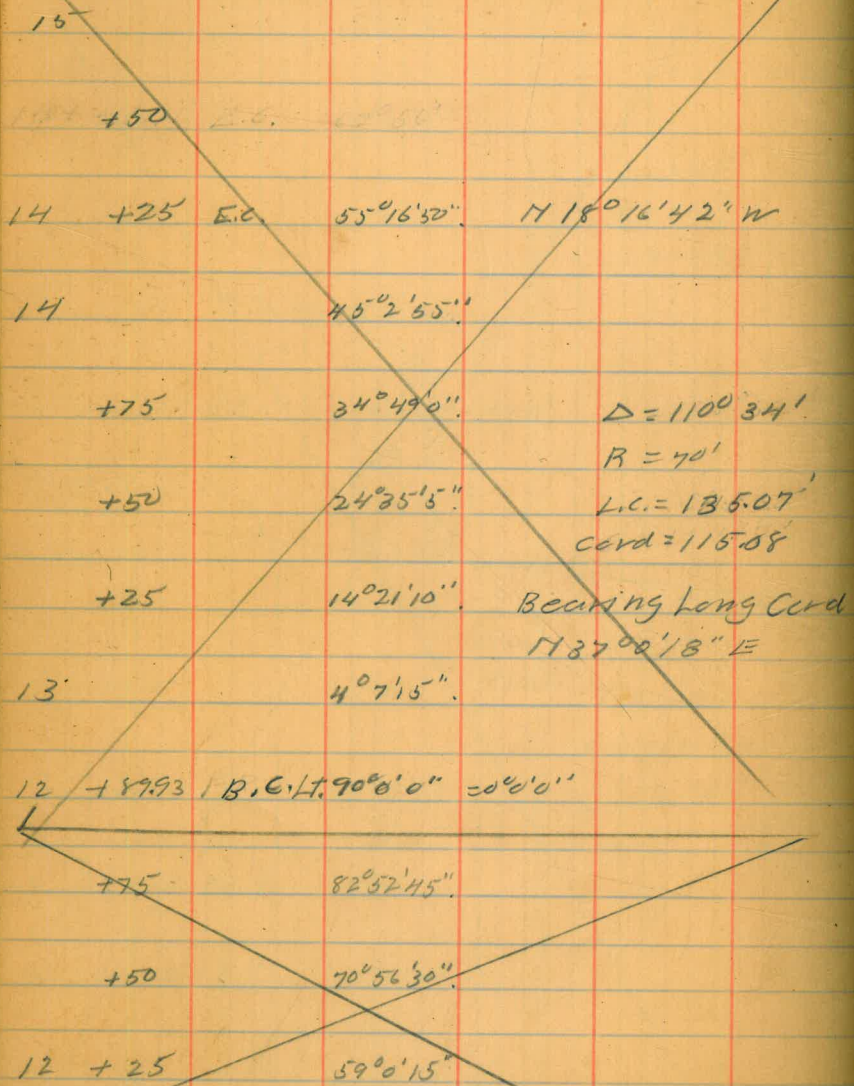 15
+50 E.C.
14 +25 E.C. 55°16'50" N 18°16'42" W
14 45°2'55"
+75 34°49'0" Δ = 110° 34'
R = 70'
+50 24°35'5" L.C. = 135.07'
Cord = 115.08
+25 14°21'10" Bearing Long Cord
N 37°0'18" E
13 4°7'15"
12 +89.93 B.C. Lt. 90°0'0" = 0°0'0"
+75 82°52'45"
+50 70°56'30"
12 + 25 59°0'15"